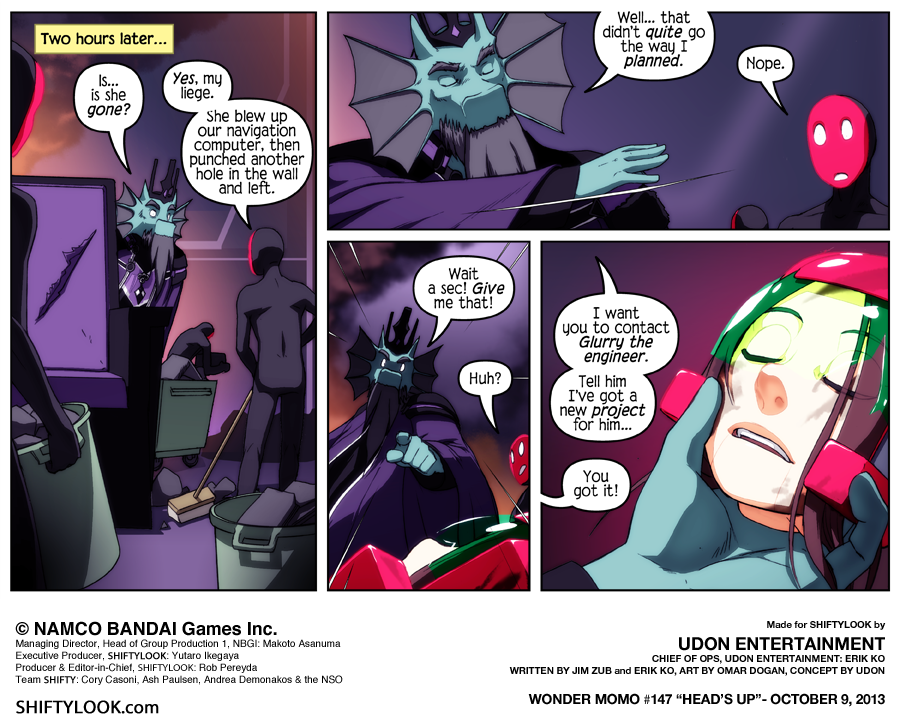 Two hours later...
Is...
is she
gone?
Yes, my
liege.
She blew up
our navigation
computer, then
punched another
hole in the wall
and left.
Well... that
didn't quite go
the way I
planned.
Nope.
Wait
a sec! Give
me that!
Huh?
I want
you to contact
Glurry the
engineer.
Tell him
I've got a
new project
for him...
You
got it!
© NAMCO BANDAI Games Inc.
Managing Director, Head of Group Production 1, NBGI: Makoto Asanuma
Executive Producer, SHIFTYLOOK: Yutaro Ikegaya
Producer & Editor-in-Chief, SHIFTYLOOK: Rob Pereyda
Team SHIFTY: Cory Casoni, Ash Paulsen, Andrea Demonakos & the NSO
SHIFTYLOOK.com
Made for SHIFTYLOOK by
UDON ENTERTAINMENT
CHIEF OF OPS, UDON ENTERTAINMENT: ERIK KO
WRITTEN BY JIM ZUB and ERIK KO, ART BY OMAR DOGAN, CONCEPT BY UDON
WONDER MOMO #147 "HEAD'S UP"- OCTOBER 9, 2013